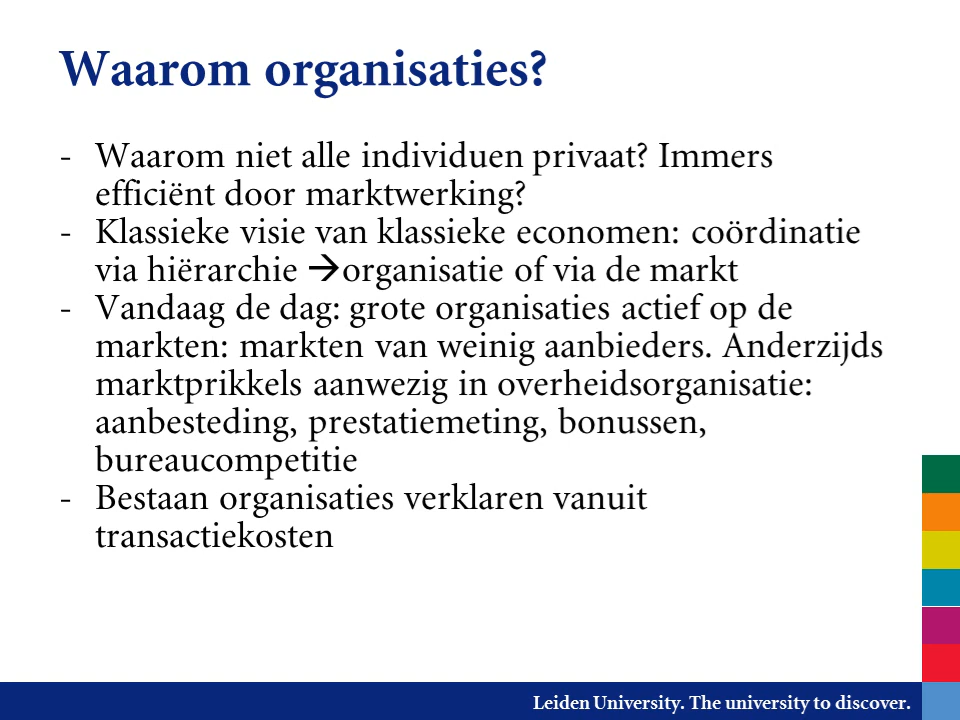 Waarom organisaties?
- Waarom niet alle individuen privaat? Immers
efficiënt door marktwerking?
- Klassieke visie van klassieke economen: coördinatie
via hiërarchie →organisatie of via de markt
- Vandaag de dag: grote organisaties actief op de
markten: markten van weinig aanbieders. Anderzijds
marktprikkels aanwezig in overheidsorganisatie:
aanbesteding, prestatiemeting, bonussen,
bureaucompetitie
- Bestaan organisaties verklaren vanuit
transactiekosten
Leiden University. The university to discover.